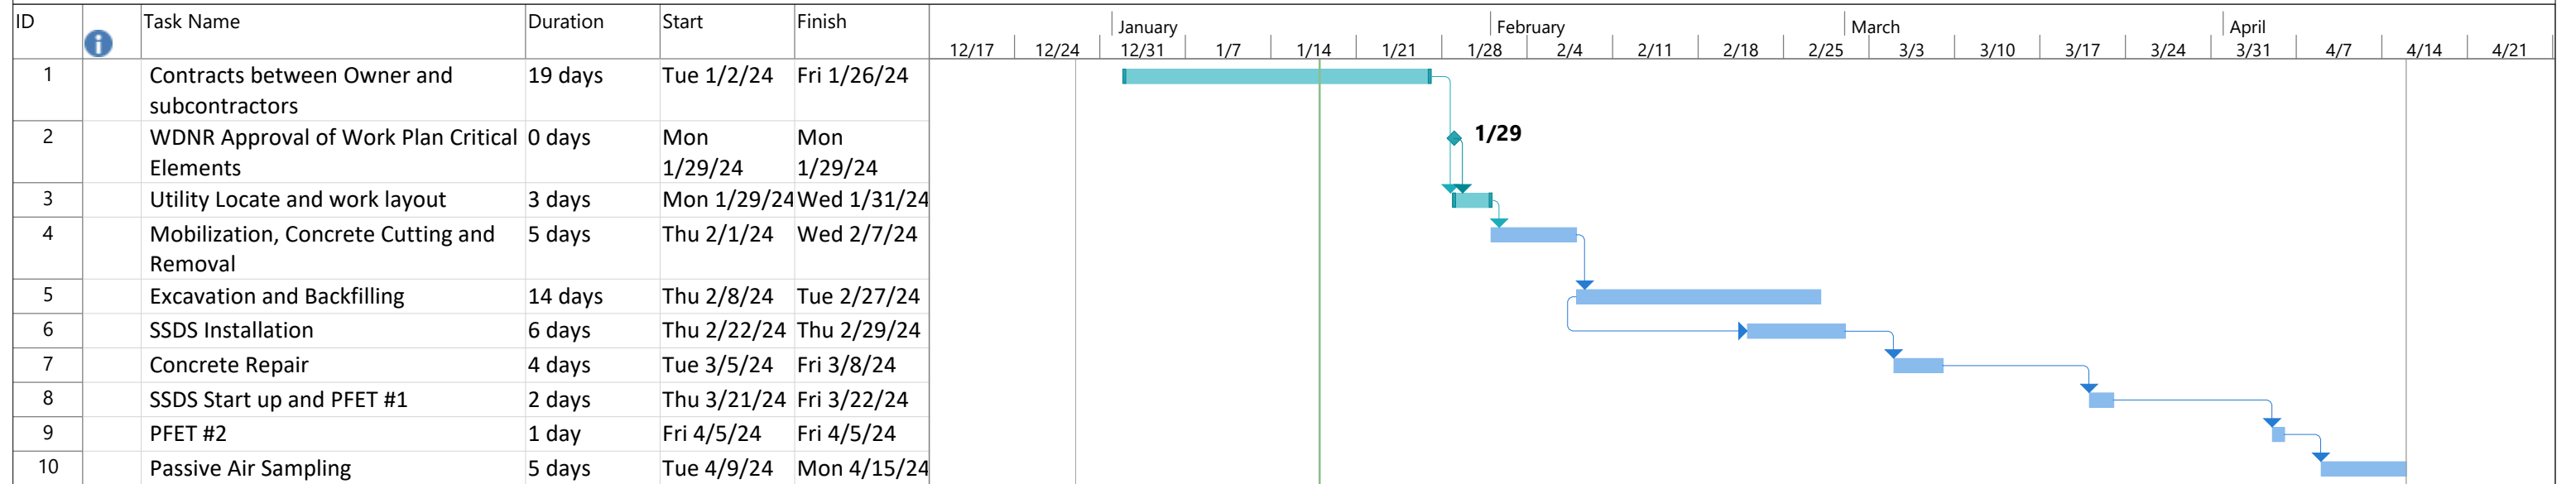 ID Task Name Duration Start Finish
January February March April
12/17 12/24 12/31 1/7 1/14 1/21 1/28 2/4 2/11 2/18 2/25 3/3 3/10 3/17 3/24 3/31 4/7 4/14 4/21
1 Contracts between Owner and 19 days Tue 1/2/24 Fri 1/26/24
subcontractors
2 WDNR Approval of Work Plan Critical 0 days Mon Mon 1/29
Elements 1/29/24 1/29/24
3 Utility Locate and work layout 3 days Mon 1/29/24 Wed 1/31/24
4 Mobilization, Concrete Cutting and 5 days Thu 2/1/24 Wed 2/7/24
Removal
5 Excavation and Backfilling 14 days Thu 2/8/24 Tue 2/27/24
6 SSDS Installation 6 days Thu 2/22/24 Thu 2/29/24
7 Concrete Repair 4 days Tue 3/5/24 Fri 3/8/24
8 SSDS Start up and PFET #1 2 days Thu 3/21/24 Fri 3/22/24
9 PFET #2 1 day Fri 4/5/24 Fri 4/5/24
10 Passive Air Sampling 5 days Tue 4/9/24 Mon 4/15/24